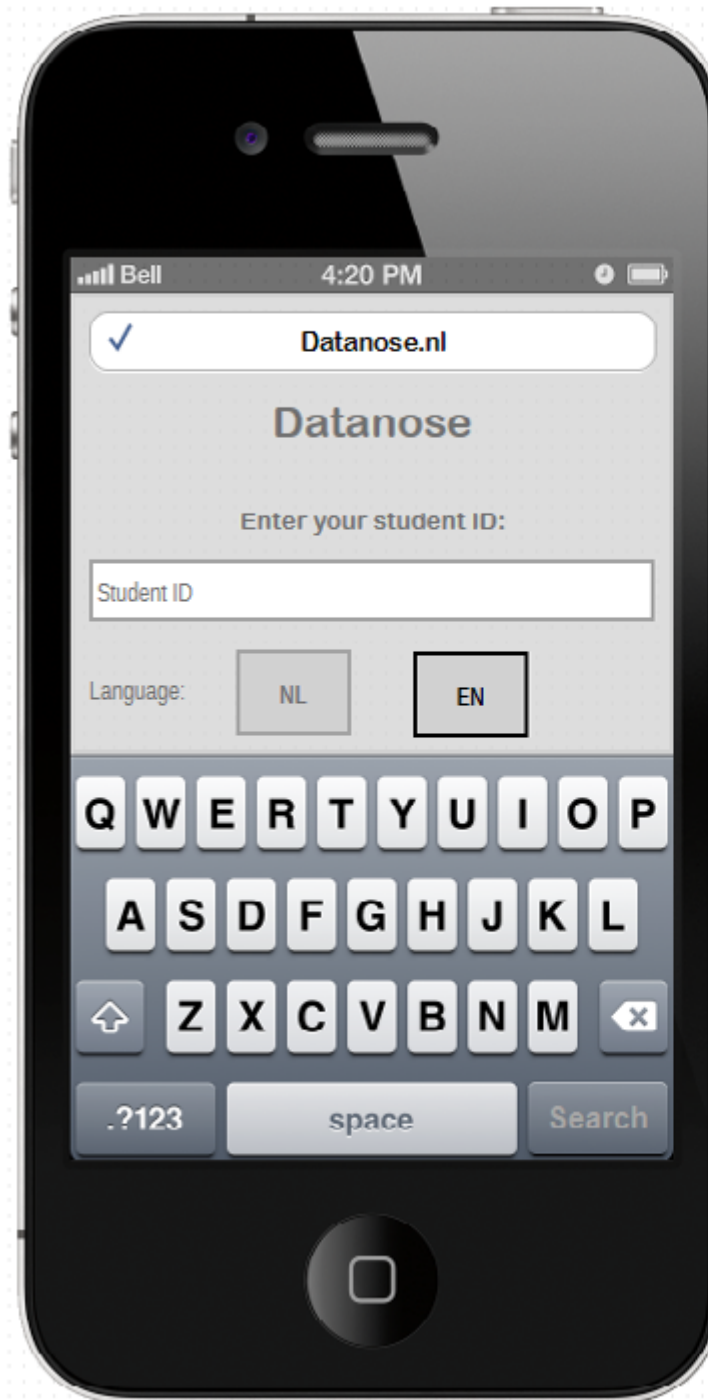 Bell 4:20 PM
Datanose.nl
Datanose
Enter your student ID:
Student ID
Language: NL EN
Q W E R T Y U I O P
A S D F G H J K L
Z X C V B N M
.?123 space Search